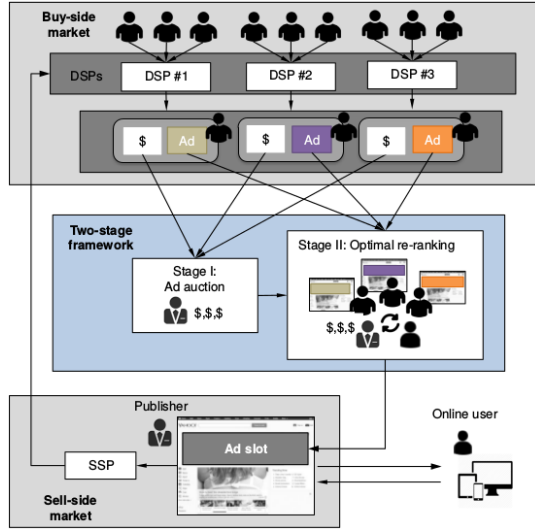 Buy-side
market
DSPs
DSP #1
DSP #2
DSP #3
$
Ad
$
Ad
$
Ad
Two-stage
framework
Stage I:
Ad auction
$,$,$
Stage II: Optimal re-ranking
$,$,$
Publisher
Online user
SSP
Ad slot
Sell-side
market